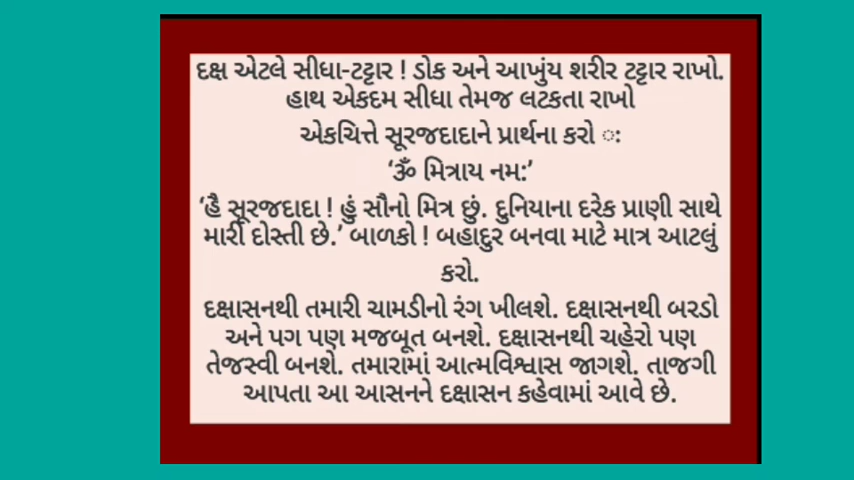 દક્ષ એટલે સીધા-ટટ્ટાર ! ડોક અને આખુંય શરીર ટટ્ટાર રાખો.
હાથ એકદમ સીધા તેમજ લટકતા રાખો
એકચિત્તે સૂરજદાદાને પ્રાર્થના કરો ઃ
‘ૐ મિત્રાય નમ:’
‘હૈ સૂરજદાદા ! હું સૌનો મિત્ર છું. દુનિયાના દરેક પ્રાણી સાથે
મારી દોસ્તી છે.’ બાળકો ! બહાદુર બનવા માટે માત્ર આટલું
કરો.
દક્ષાસનથી તમારી ચામડીનો રંગ ખીલશે. દક્ષાસનથી બરડો
અને પગ પણ મજબૂત બનશે. દક્ષાસનથી ચહેરો પણ
તેજસ્વી બનશે. તમારામાં આત્મવિશ્વાસ જાગશે. તાજગી
આપતા આ આસનને દક્ષાસન કહેવામાં આવે છે.